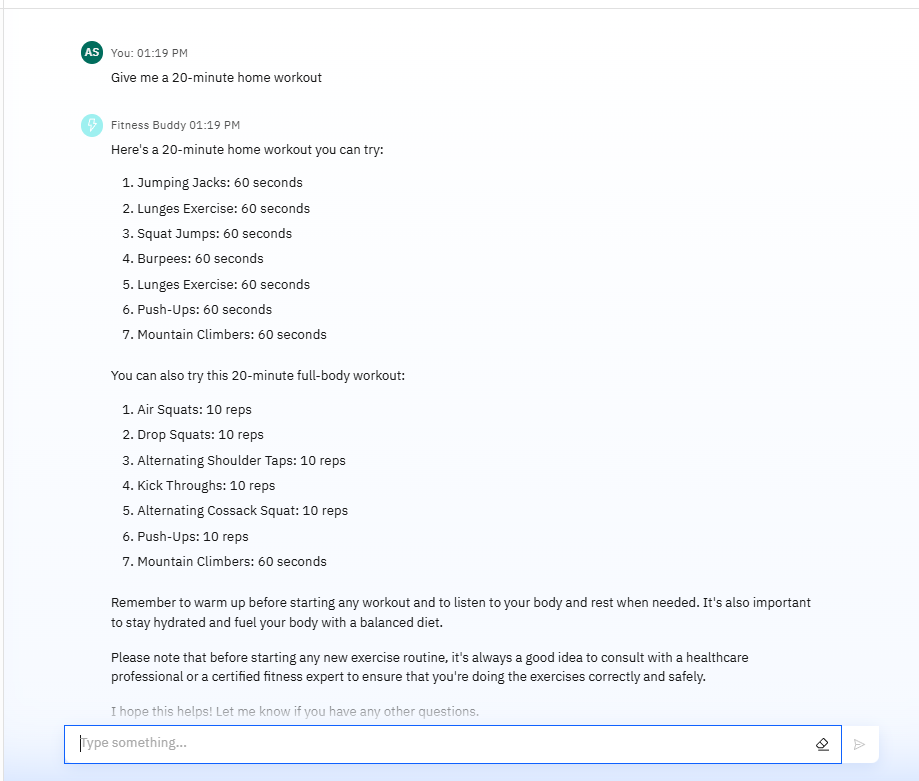 AS You: 01:19 PM
Give me a 20-minute home workout
Fitness Buddy 01:19 PM
Here's a 20-minute home workout you can try:
1. Jumping Jacks: 60 seconds
2. Lunges Exercise: 60 seconds
3. Squat Jumps: 60 seconds
4. Burpees: 60 seconds
5. Lunges Exercise: 60 seconds
6. Push-Ups: 60 seconds
7. Mountain Climbers: 60 seconds
You can also try this 20-minute full-body workout:
1. Air Squats: 10 reps
2. Drop Squats: 10 reps
3. Alternating Shoulder Taps: 10 reps
4. Kick Throughs: 10 reps
5. Alternating Cossack Squat: 10 reps
6. Push-Ups: 10 reps
7. Mountain Climbers: 60 seconds
Remember to warm up before starting any workout and to listen to your body and rest when needed. It's also important
to stay hydrated and fuel your body with a balanced diet.
Please note that before starting any new exercise routine, it's always a good idea to consult with a healthcare
professional or a certified fitness expert to ensure that you're doing the exercises correctly and safely.
I hope this helps! Let me know if you have any other questions.
Type something...